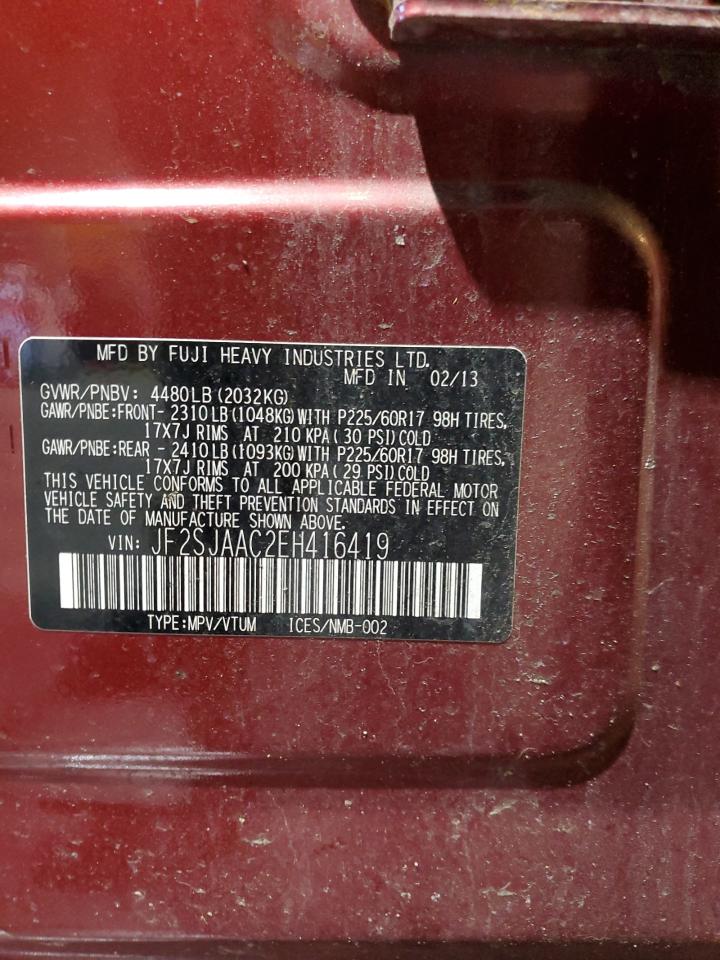 MFD BY FUJI HEAVY INDUSTRIES LTD.
MFD IN 02/13
GVWR/PNBV: 4480LB (2032KG)
GAWR/PNBE:FRONT- 2310LB(1048KG)WITH P225/60R17 98H TIRES,
17X7J RIMS AT 210 KPA( 30 PSI)COLD
GAWR/PNBE:REAR - 2410LB(1093KG)WITH P225/60R17 98H TIRES,
17X7J RIMS AT 200 KPA( 29 PSI)COLD
THIS VEHICLE CONFORMS TO ALL APPLICABLE FEDERAL MOTOR
VEHICLE SAFETY AND THEFT PREVENTION STANDARDS IN EFFECT ON
THE DATE OF MANUFACTURE SHOWN ABOVE.
VIN: JF2SJAAC2EH416419
TYPE:MPV/VTUM ICES/NMB-002